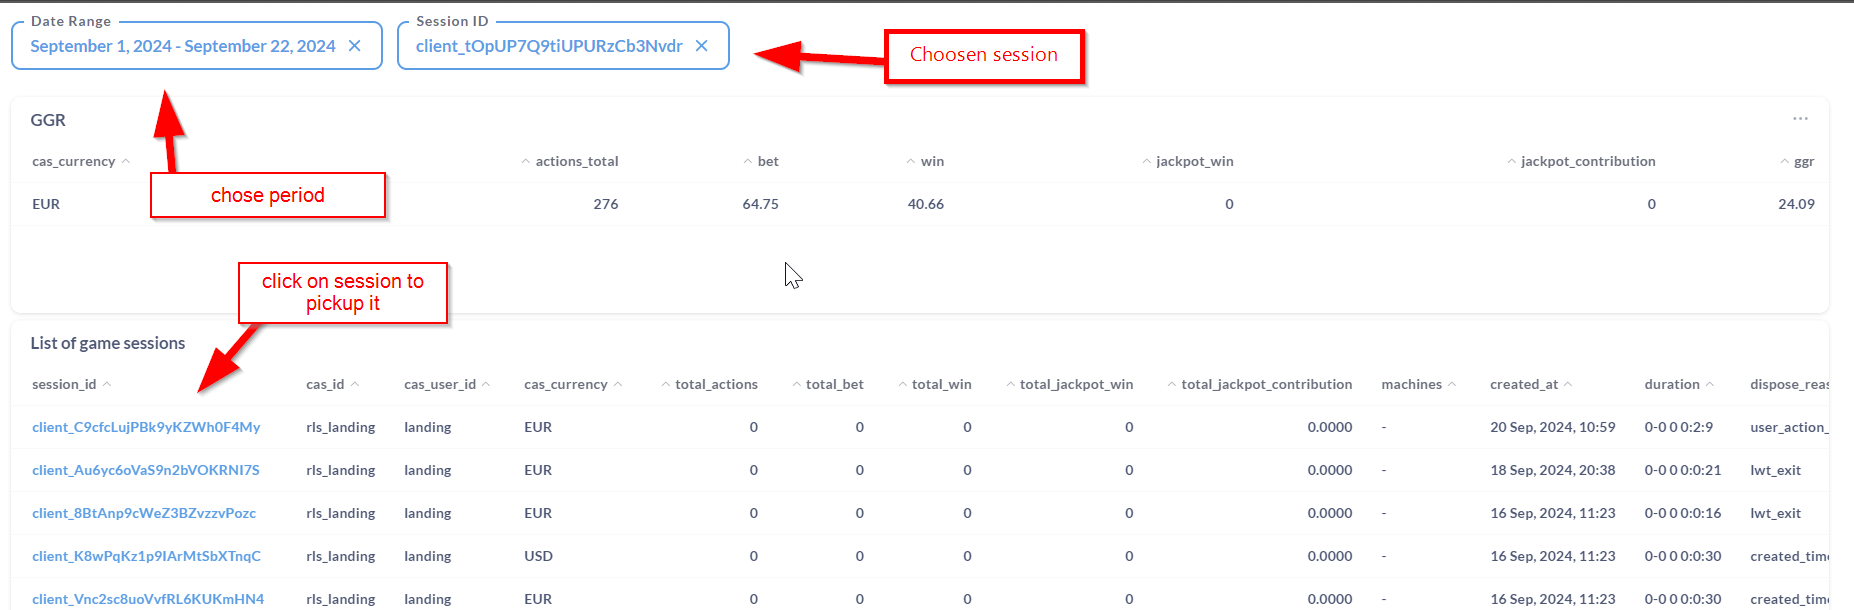 Date Range
September 1, 2024 - September 22, 2024 ×
Session ID
client_tOpUP7Q9tiUPURzCb3Nvdr ×
Choosen session
GGR
chose period
cas_currency actions_total bet win jackpot_win jackpot_contribution ggr
EUR 276 64.75 40.66 0 0 24.09
click on session to
pickup it
List of game sessions
session_id cas_id cas_user_id cas_currency total_actions total_bet total_win total_jackpot_win total_jackpot_contribution machines created_at duration dispose_reas
client_C9cfcLujPBk9yKZWh0F4My rls_landing landing EUR 0 0 0 0 0.0000 - 20 Sep, 2024, 10:59 0-0 0 0:2:9 user_action_
client_Au6yc6oVaS9n2bVOKRNI7S rls_landing landing EUR 0 0 0 0 0.0000 - 18 Sep, 2024, 20:38 0-0 0 0:0:21 lwt_exit
client_8BtAnp9cWeZ3BZvzzvPozc rls_landing landing EUR 0 0 0 0 0.0000 - 16 Sep, 2024, 11:23 0-0 0 0:0:16 lwt_exit
client_K8wPqKz1p9IArMtSbXTnqC rls_landing landing USD 0 0 0 0 0.0000 - 16 Sep, 2024, 11:23 0-0 0 0:0:30 created_time
client_Vnc2sc8uoVvfRL6KUKmHN4 rls_landing landing EUR 0 0 0 0 0.0000 - 16 Sep, 2024, 11:23 0-0 0 0:0:30 created_time